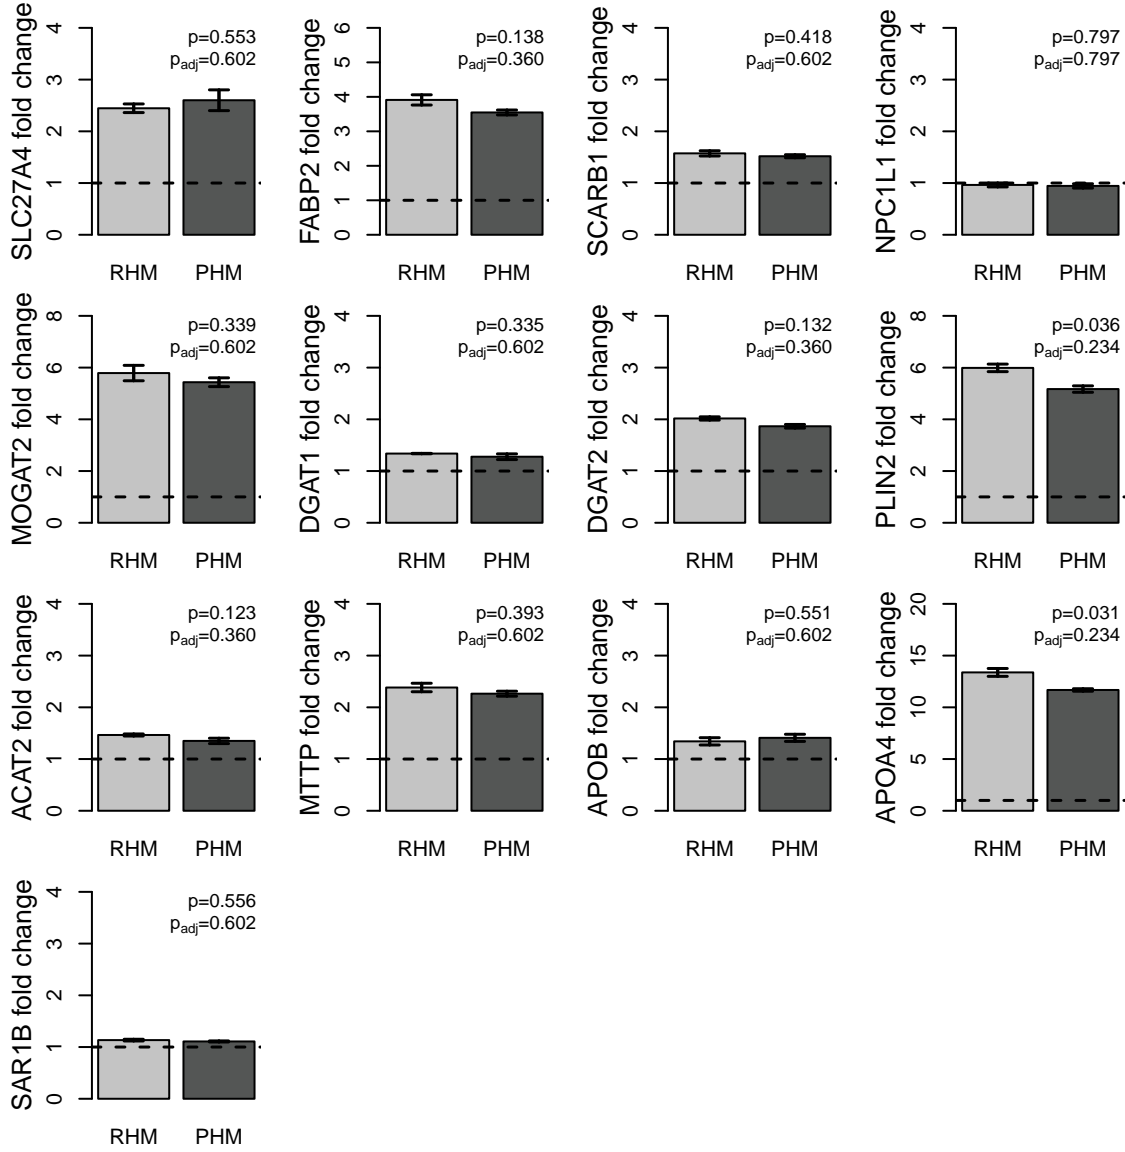 SLC27A4 fold change
0 1 2 3 4
p=0.553
padj=0.602
RHM PHM
FABP2 fold change
0 1 2 3 4 5 6
p=0.138
padj=0.360
RHM PHM
SCARB1 fold change
0 1 2 3 4
p=0.418
padj=0.602
RHM PHM
NPC1L1 fold change
0 1 2 3 4
p=0.797
padj=0.797
RHM PHM
MOGAT2 fold change
0 2 4 6 8
p=0.339
padj=0.602
RHM PHM
DGAT1 fold change
0 1 2 3 4
p=0.335
padj=0.602
RHM PHM
DGAT2 fold change
0 1 2 3 4
p=0.132
padj=0.360
RHM PHM
PLIN2 fold change
0 2 4 6 8
p=0.036
padj=0.234
RHM PHM
ACAT2 fold change
0 1 2 3 4
p=0.123
padj=0.360
RHM PHM
MTTP fold change
0 1 2 3 4
p=0.393
padj=0.602
RHM PHM
APOB fold change
0 1 2 3 4
p=0.551
padj=0.602
RHM PHM
APOA4 fold change
0 5 10 15 20
p=0.031
padj=0.234
RHM PHM
SAR1B fold change
0 1 2 3 4
p=0.556
padj=0.602
RHM PHM